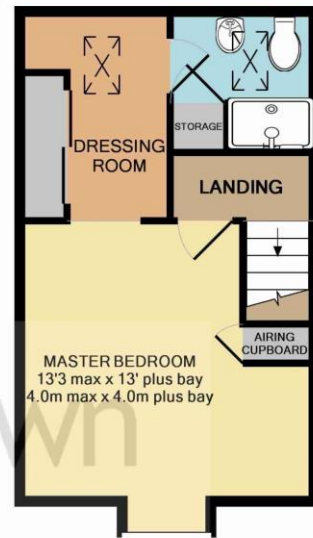 STORAGE
DRESSING
ROOM
LANDING
AIRING
CUPBOARD
MASTER BEDROOM
13'3 max x 13' plus bay
4.0m max x 4.0m plus bay
wn